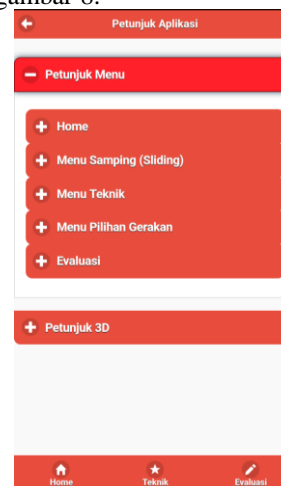 gambar 6.
Petunjuk Aplikasi
Petunjuk Menu
Home
Menu Samping (Sliding)
Menu Teknik
Menu Pilihan Gerakan
Evaluasi
Petunjuk 3D
Home Teknik Evaluasi